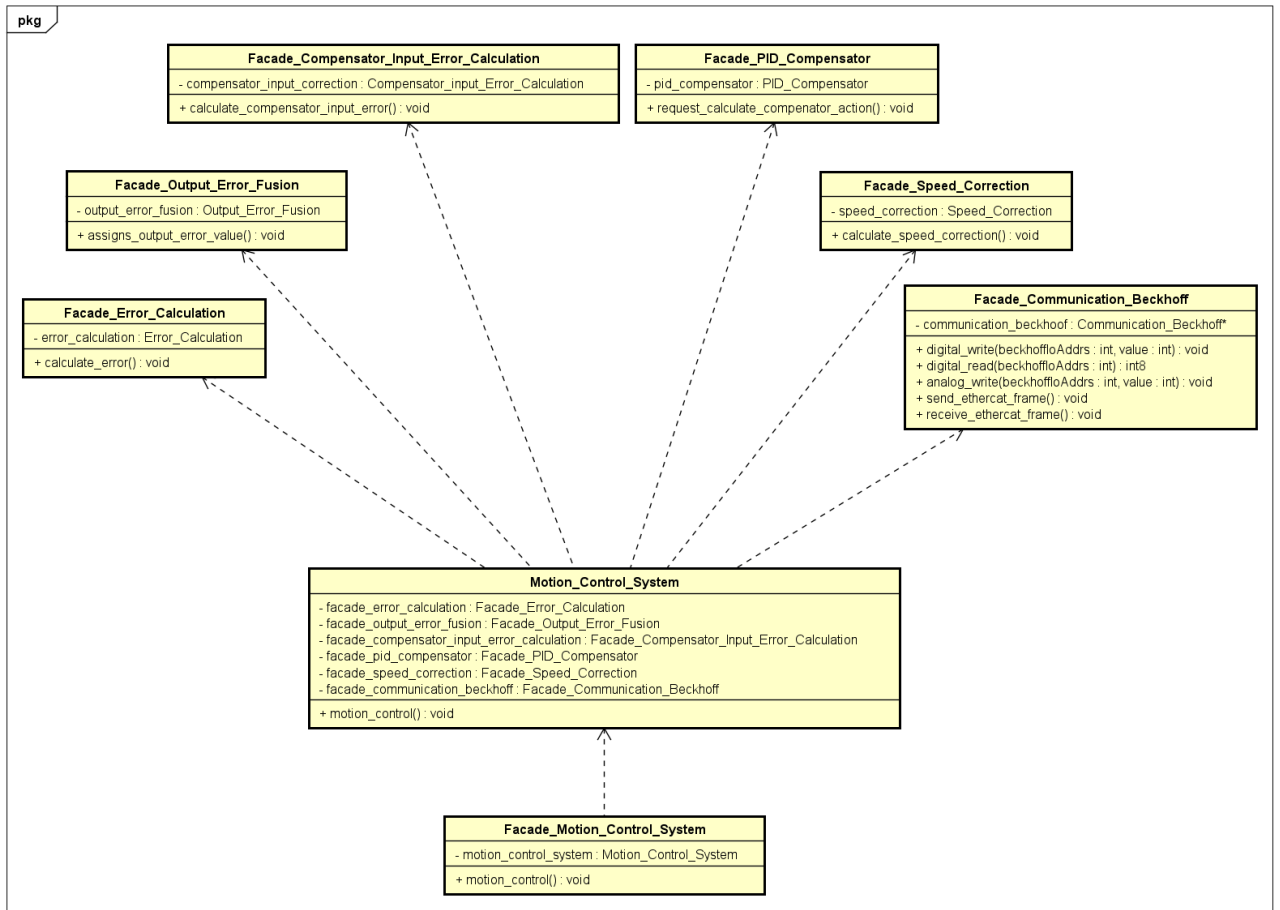 pkg
Facade_Compensator_Input_Error_Calculation
- compensator_input_correction : Compensator_input_Error_Calculation
+ calculate_compensator_input_error() : void
Facade_PID_Compensator
- pid_compensator : PID_Compensator
+ request_calculate_compenator_action() : void
Facade_Output_Error_Fusion
- output_error_fusion : Output_Error_Fusion
+ assigns_output_error_value() : void
Facade_Speed_Correction
- speed_correction : Speed_Correction
+ calculate_speed_correction() : void
Facade_Error_Calculation
- error_calculation : Error_Calculation
+ calculate_error() : void
Facade_Communication_Beckhoff
- communication_beckhoof : Communication_Beckhoff*
+ digital_write(beckhoffIoAddrs : int, value : int) : void
+ digital_read(beckhoffIoAddrs : int) : int8
+ analog_write(beckhoffIoAddrs : int, value : int) : void
+ send_ethercat_frame() : void
+ receive_ethercat_frame() : void
Motion_Control_System
- facade_error_calculation : Facade_Error_Calculation
- facade_output_error_fusion : Facade_Output_Error_Fusion
- facade_compensator_input_error_calculation : Facade_Compensator_Input_Error_Calculation
- facade_pid_compensator : Facade_PID_Compensator
- facade_speed_correction : Facade_Speed_Correction
- facade_communication_beckhoff : Facade_Communication_Beckhoff
+ motion_control() : void
Facade_Motion_Control_System
- motion_control_system : Motion_Control_System
+ motion_control() : void